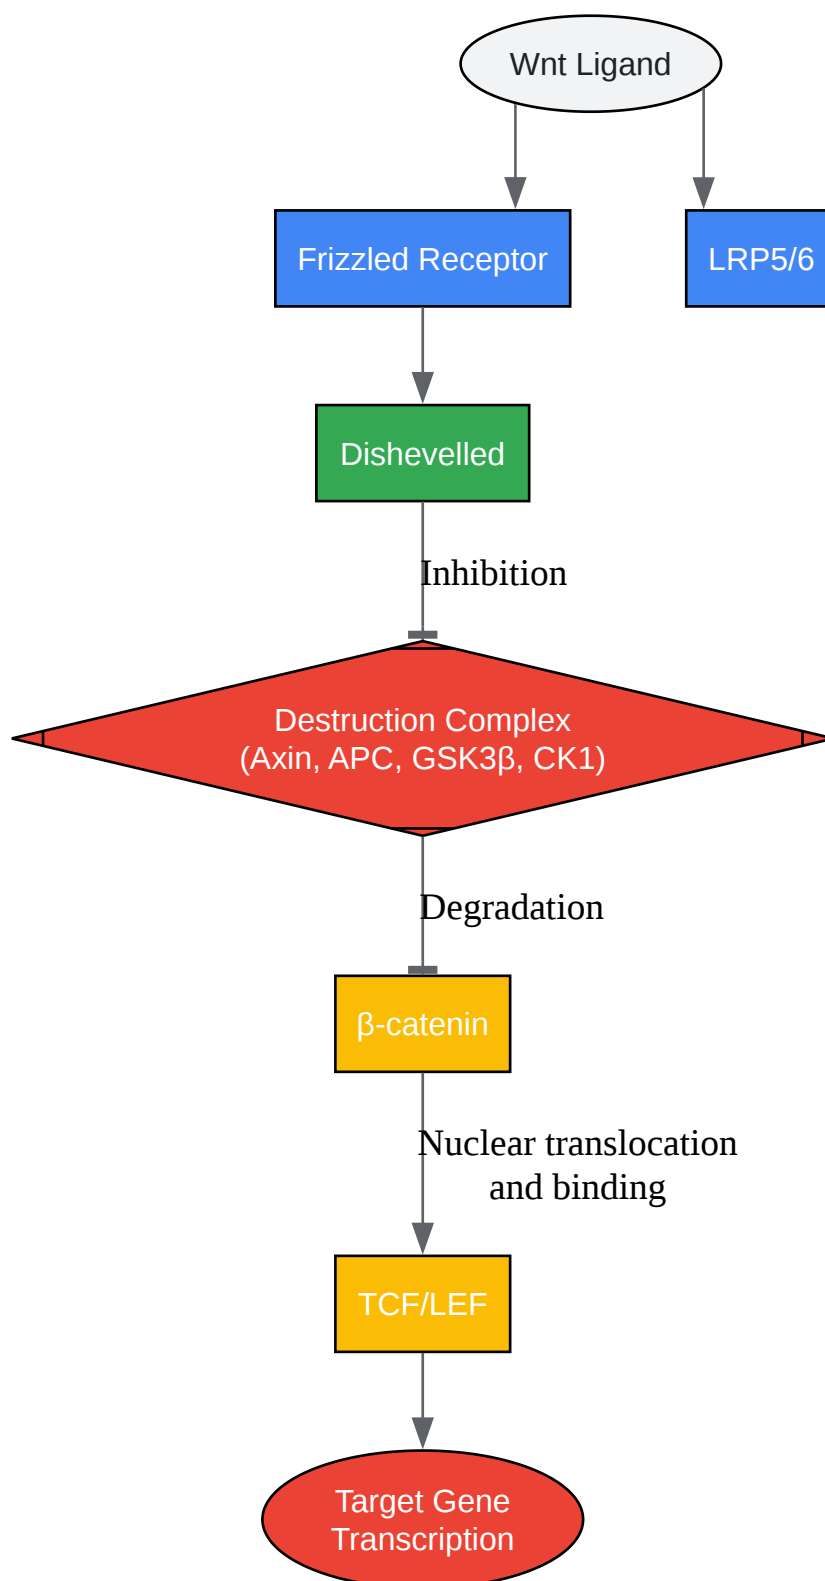 Wnt Ligand
Frizzled Receptor
LRP5/6
Dishevelled
Inhibition
Destruction Complex
(Axin, APC, GSK3β, CK1)
Degradation
β-catenin
Nuclear translocation
and binding
TCF/LEF
Target Gene
Transcription